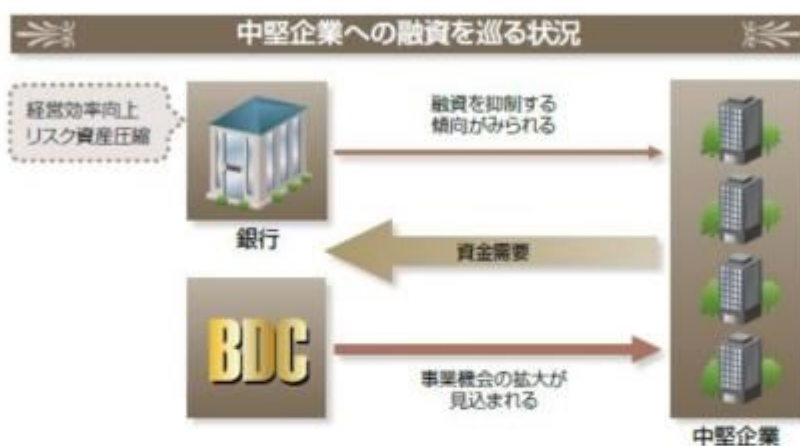 中堅企業への融資を巡る状況
経営効率向上
リスク資産圧縮
融資を抑制する
傾向がみられる
銀行
資金需要
BDC
事業機会の拡大が
見込まれる
中堅企業